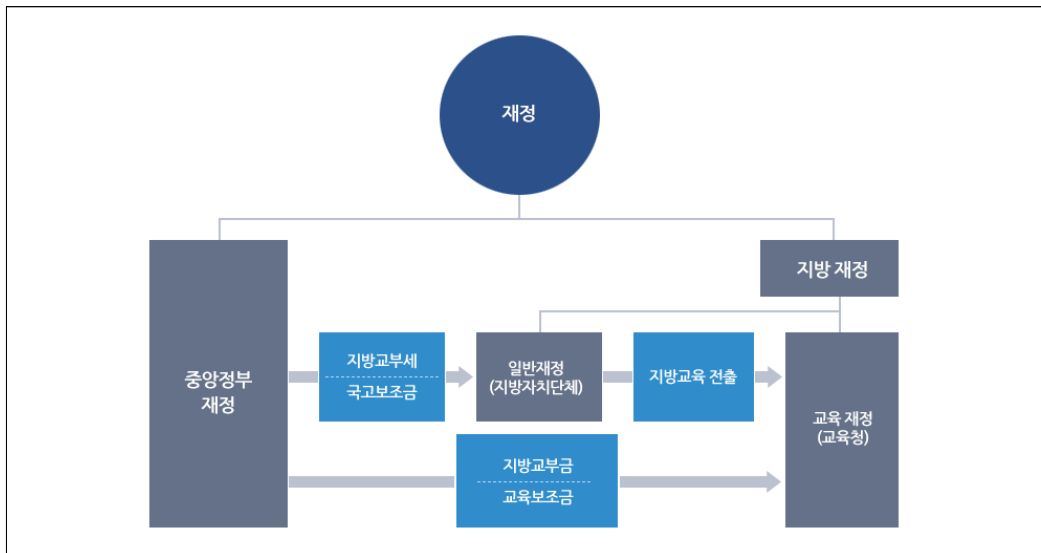 재정
지방 재정
중앙정부
재정
지방교부세
국고보조금
일반재정
(지방자치단체)
지방교육 전출
교육 재정
(교육청)
지방교부금
교육보조금